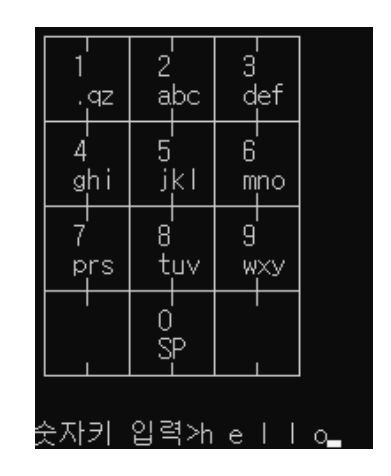 1 2 3
.qz abc def
4 5 6
ghi jkl mno
7 8 9
prs tuv wxy
0
SP
숫자키 입력>h e l l o